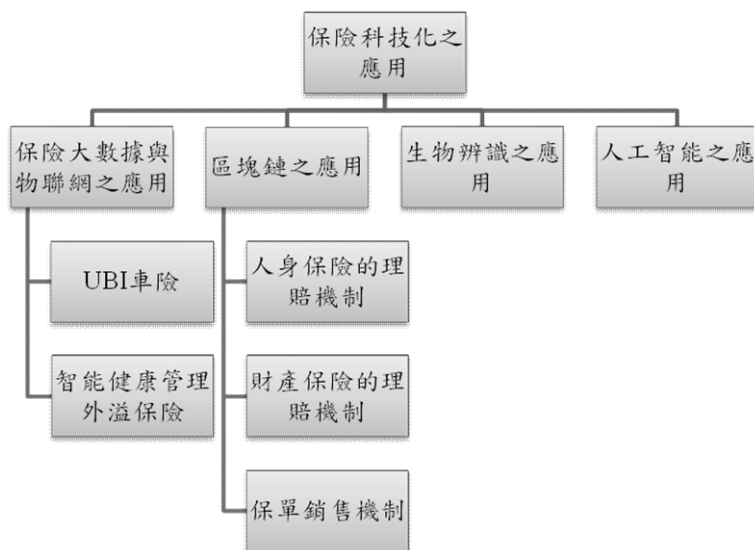 保險科技化之
應用
保險大數據與
物聯網之應用
區塊鏈之應用
生物辨識之應
用
人工智能之應
用
UBI車險
人身保險的理
賠機制
智能健康管理
外溢保險
財產保險的理
賠機制
保單銷售機制